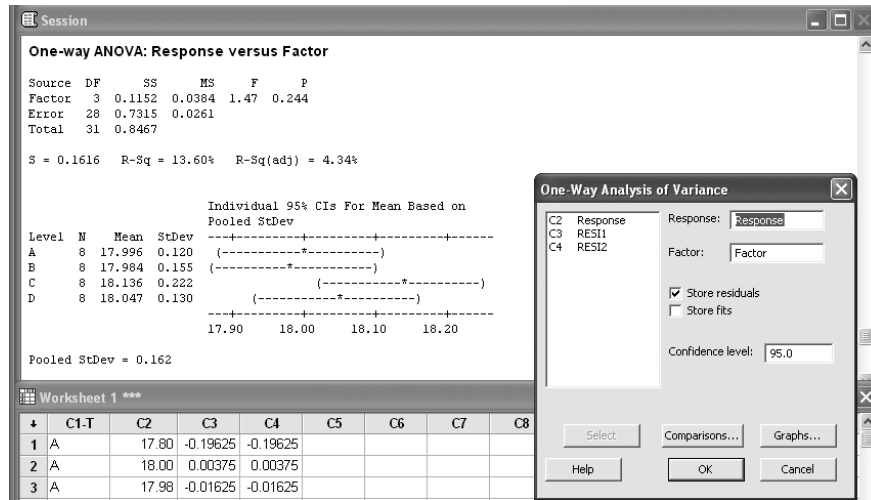 Session
One-way ANOVA: Response versus Factor
Source DF SS MS F P
Factor 3 0.1152 0.0384 1.47 0.244
Error 28 0.7315 0.0261
Total 31 0.8467
S = 0.1616 R-Sq = 13.60% R-Sq(adj) = 4.34%
Individual 95% CIs For Mean Based on
Pooled StDev
Level N Mean StDev ---+---------+---------+---------+------
A 8 17.996 0.120 (-----------*----------)
B 8 17.984 0.155 (----------*-----------)
C 8 18.136 0.222 (-----------*----------)
D 8 18.047 0.130 (-----------*----------)
---+---------+---------+---------+------
17.90 18.00 18.10 18.20
Pooled StDev = 0.162
One-Way Analysis of Variance
C2 Response
C3 RESI1
C4 RESI2
Response: Response
Factor: Factor
Store residuals
Store fits
Confidence level: 95.0
Select Comparisons... Graphs...
Help OK Cancel
Worksheet 1 ***
↓ C1-T C2 C3 C4 C5 C6 C7 C8
1 A 17.80 -0.19625 -0.19625
2 A 18.00 0.00375 0.00375
3 A 17.98 -0.01625 -0.01625